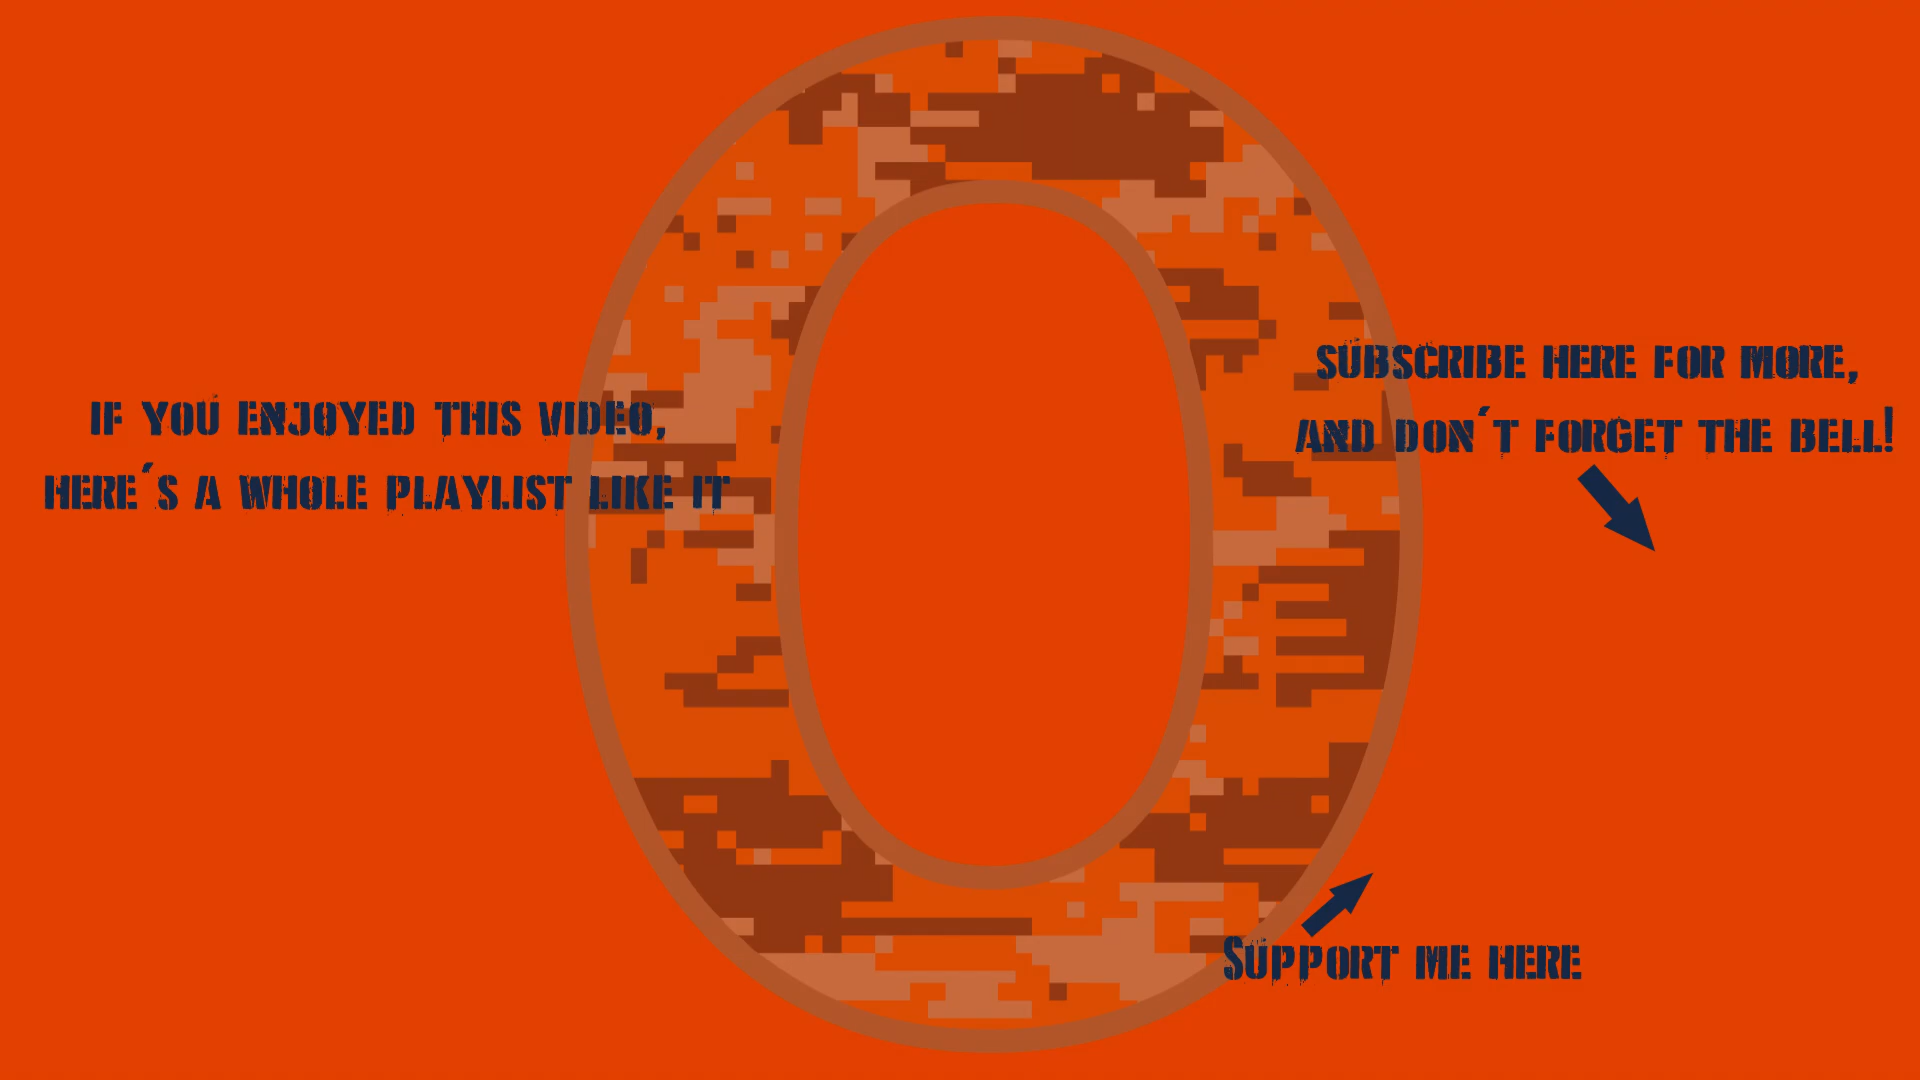 IF YOU ENJOYED THIS VIDEO,
HERE'S A WHOLE PLAYLIST LIKE IT
SUBSCRIBE HERE FOR MORE,
AND DON'T FORGET THE BELL!
SUPPORT ME HERE
O